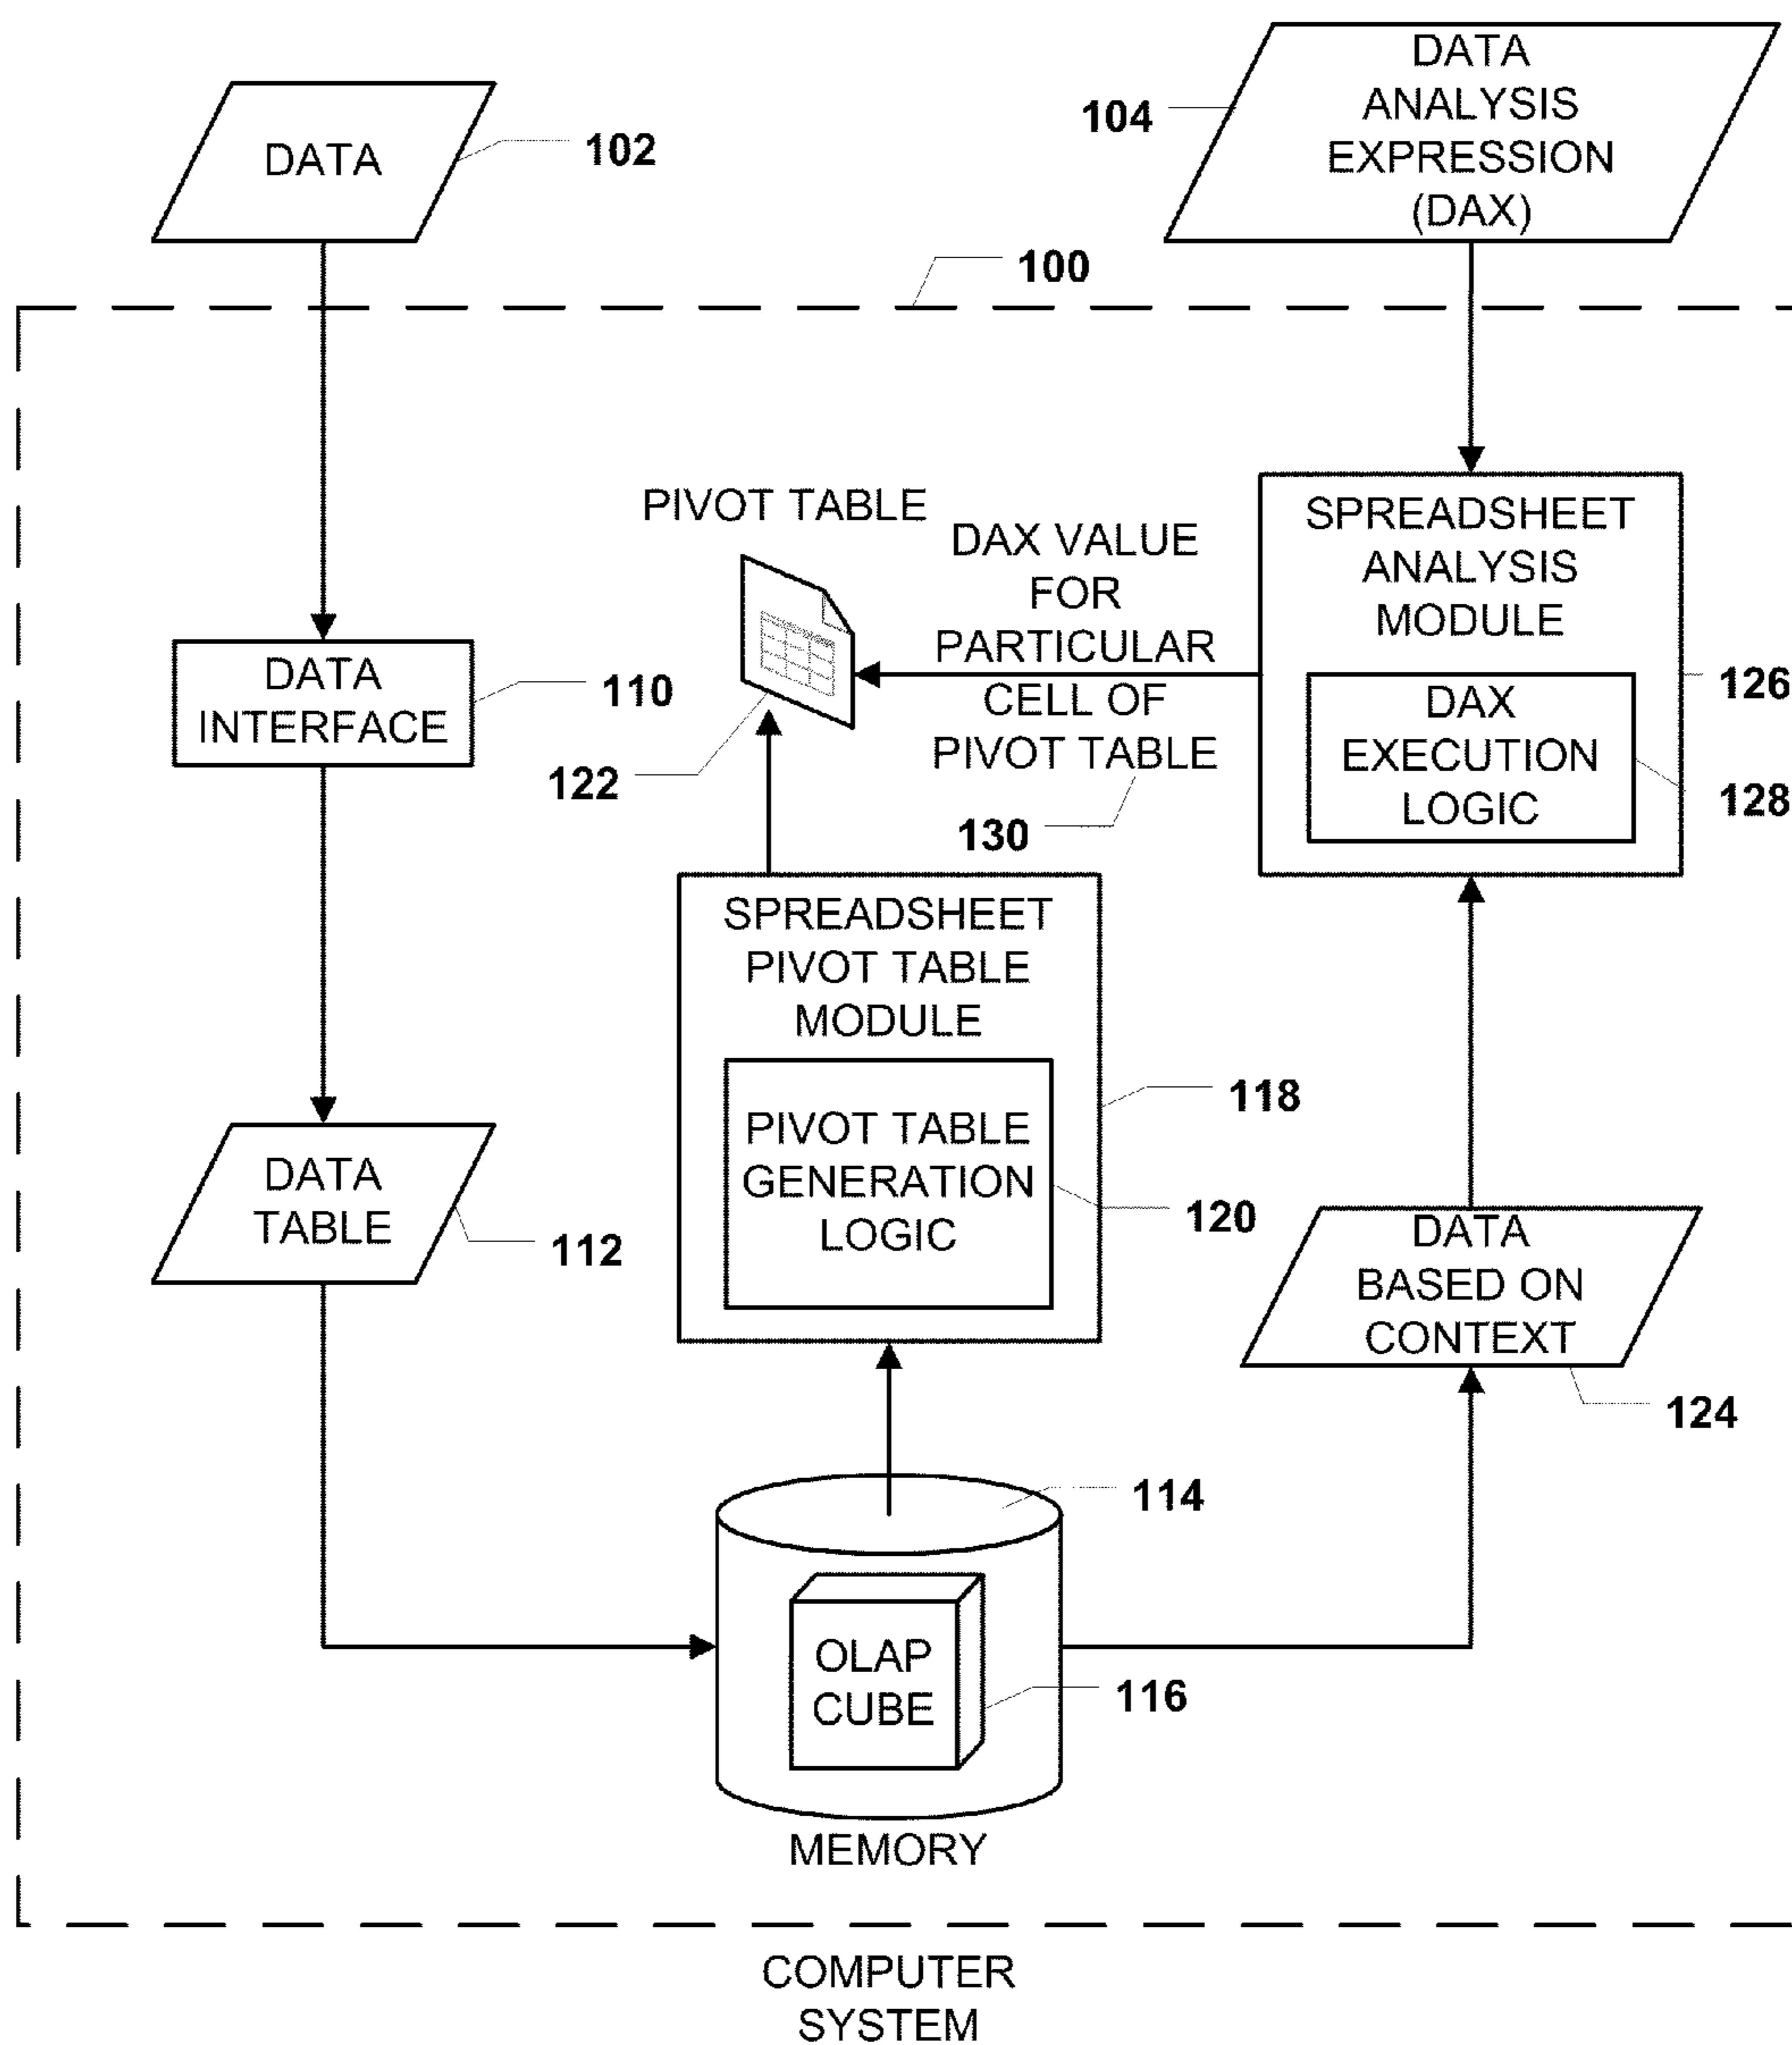 DATA
102
DATA
ANALYSIS
EXPRESSION
(DAX)
104
100
PIVOT TABLE
DAX VALUE
FOR
PARTICULAR
CELL OF
PIVOT TABLE
SPREADSHEET
ANALYSIS
MODULE
126
DAX
EXECUTION
LOGIC
128
DATA
INTERFACE
110
122
130
SPREADSHEET
PIVOT TABLE
MODULE
118
PIVOT TABLE
GENERATION
LOGIC
120
DATA
TABLE
112
DATA
BASED ON
CONTEXT
124
114
OLAP
CUBE
116
MEMORY
COMPUTER
SYSTEM